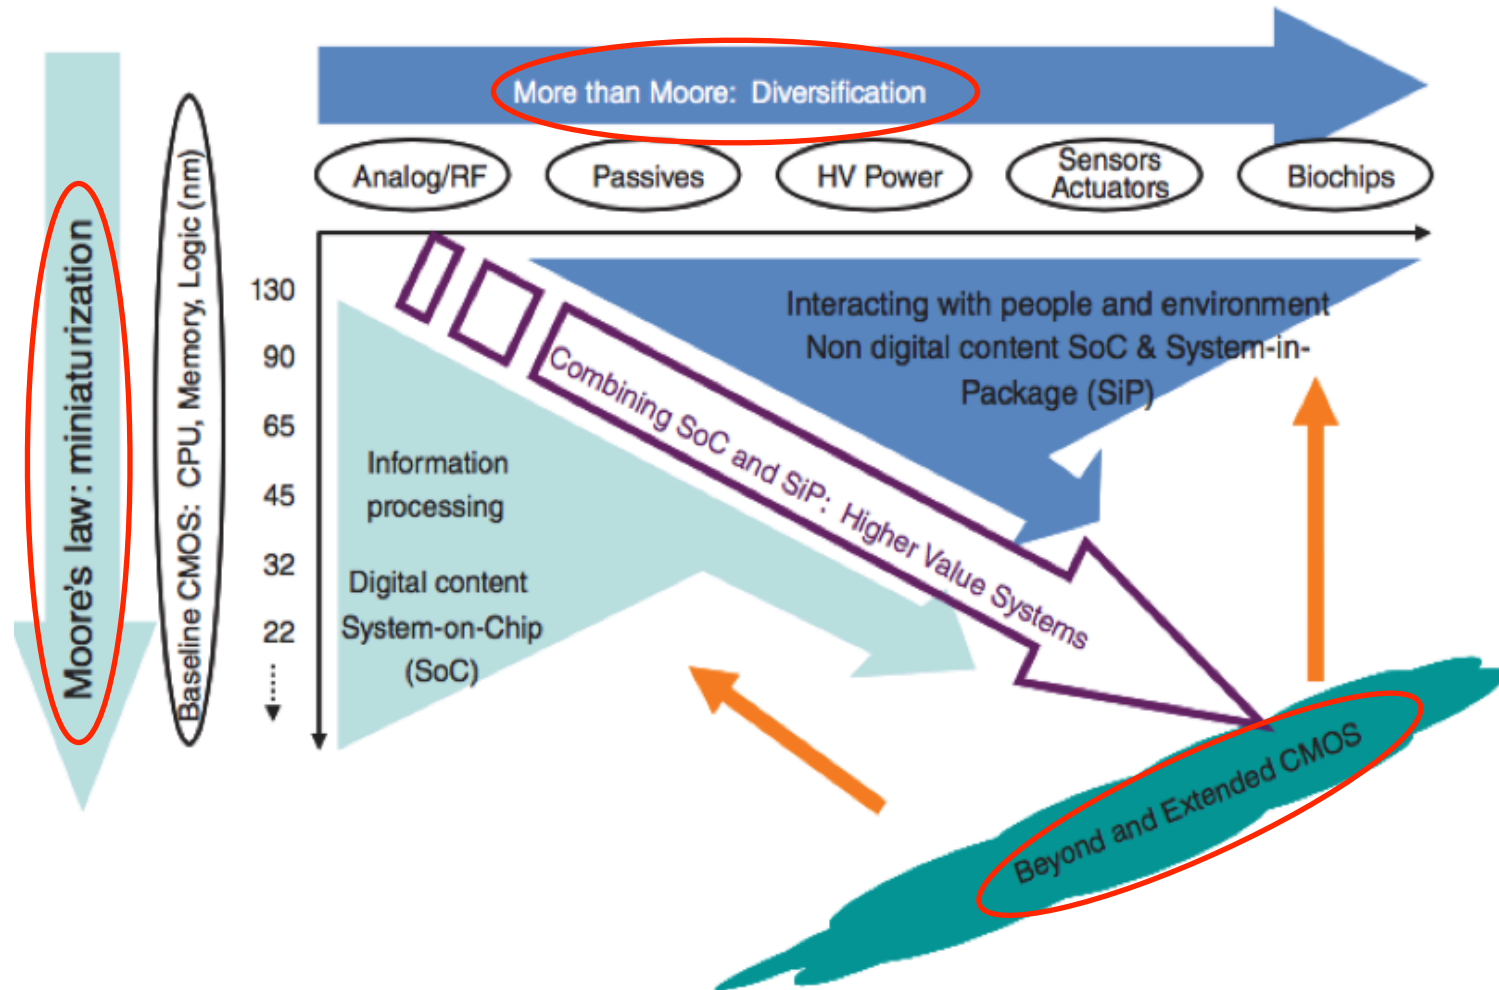 More than Moore: Diversification
Analog/RF
Passives
HV Power
Sensors
Actuators
Biochips
Moore's law: miniaturization
Baseline CMOS: CPU, Memory, Logic (nm)
130
90
65
45
32
22
Interacting with people and environment
Non digital content SoC & System-in-
Package (SiP)
Combining SoC and SiP: Higher Value Systems
Information
processing
Digital content
System-on-Chip
(SoC)
Beyond and Extended CMOS